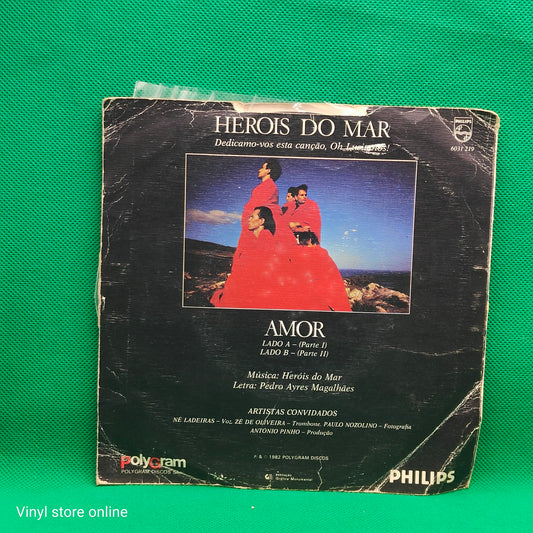 HEROIS DO MAR
Dedicamo-vos esta canção, Oh Lusitanos!
PHILIPS
6031 219
AMOR
LADO A – (Parte I)
LADO B – (Parte II)
Música: Heróis do Mar
Letra: Pedro Ayres Magalhães
ARTISTAS CONVIDADOS
NÉ LADEIRAS – Voz. ZÉ DE OLIVEIRA – Trombone. PAULO NOZOLINO – Fotografia
ANTÓNIO PINHO – Produção
P & © 1982 POLYGRAM DISCOS
PolyGram
POLYGRAM DISCOS
PHILIPS
Vinyl store online